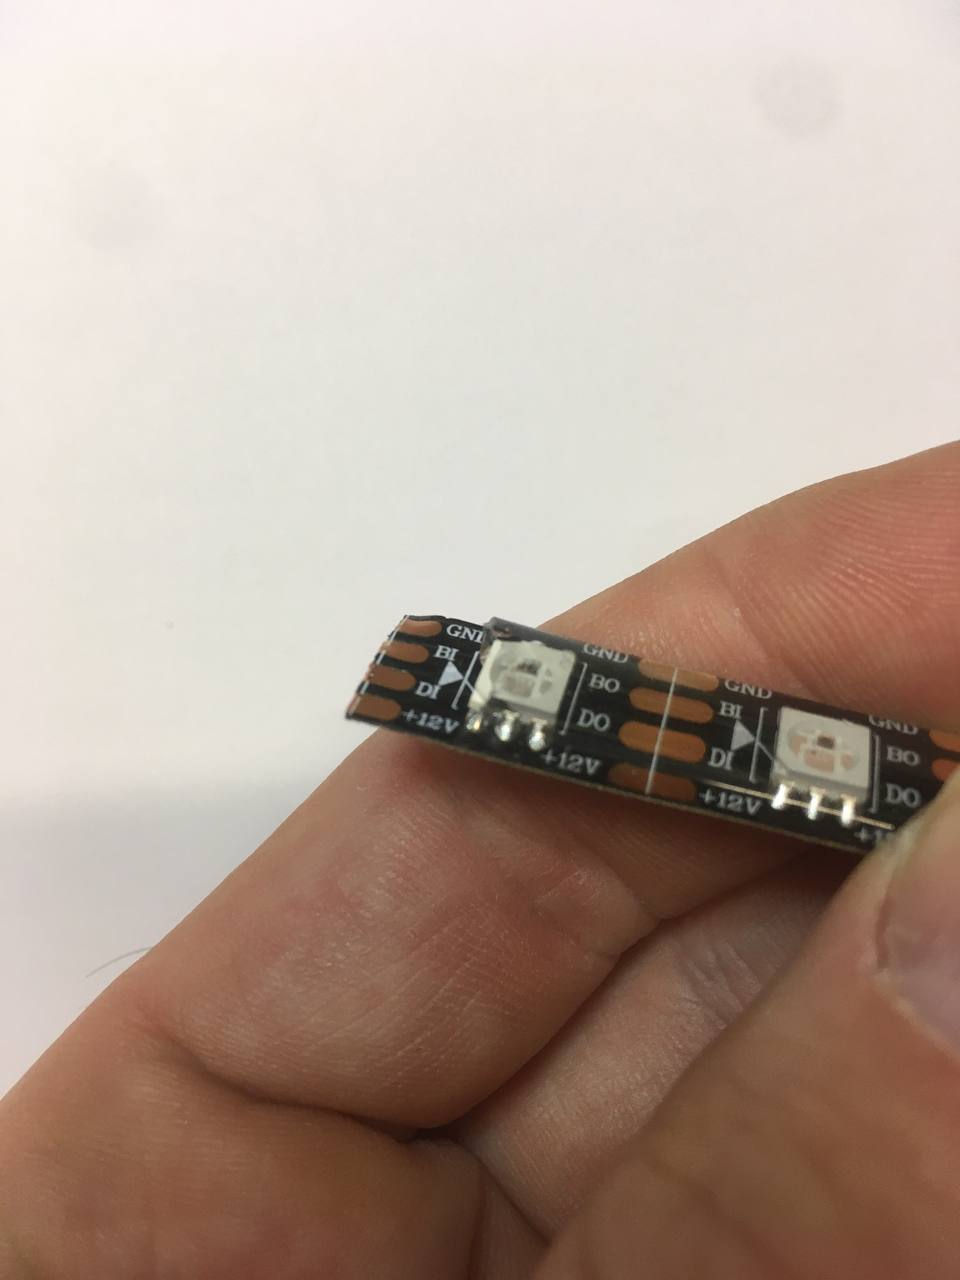 GND
BI
DI
+12V
GND
BO
DO
+12V
GND
BI
DI
+12V
GND
BO
DO